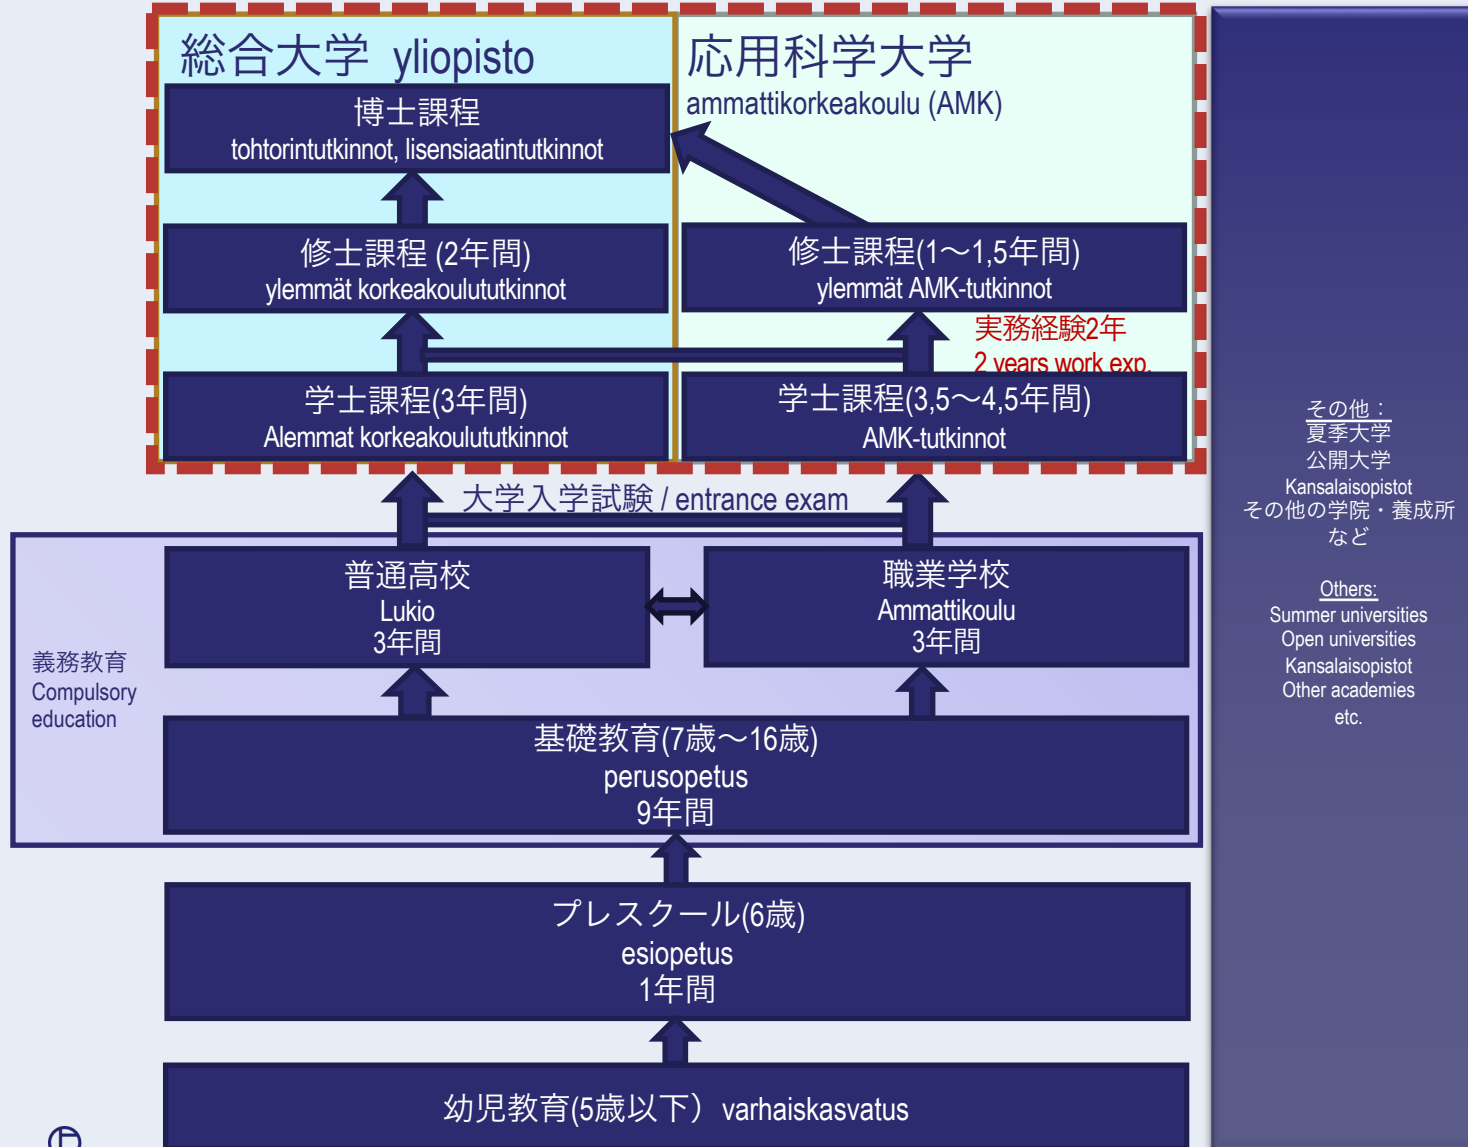 総合大学 yliopisto
博士課程
tohtorintutkinnot, lisensiaatintutkinnot
修士課程 (2年間)
ylemmät korkeakoulututkinnot
学士課程(3年間)
Alemmat korkeakoulututkinnot
応用科学大学
ammattikorkeakoulu (AMK)
修士課程(1～1,5年間)
ylemmät AMK-tutkinnot
実務経験2年
2 years work exp.
学士課程(3,5～4,5年間)
AMK-tutkinnot
大学入学試験 / entrance exam
普通高校
Lukio
3年間
職業学校
Ammattikoulu
3年間
義務教育
Compulsory
education
基礎教育(7歳～16歳)
perusopetus
9年間
プレスクール(6歳)
esiopetus
1年間
幼児教育(5歳以下）varhaiskasvatus
その他：
夏季大学
公開大学
Kansalaisopistot
その他の学院・養成所
など
Others:
Summer universities
Open universities
Kansalaisopistot
Other academies
etc.